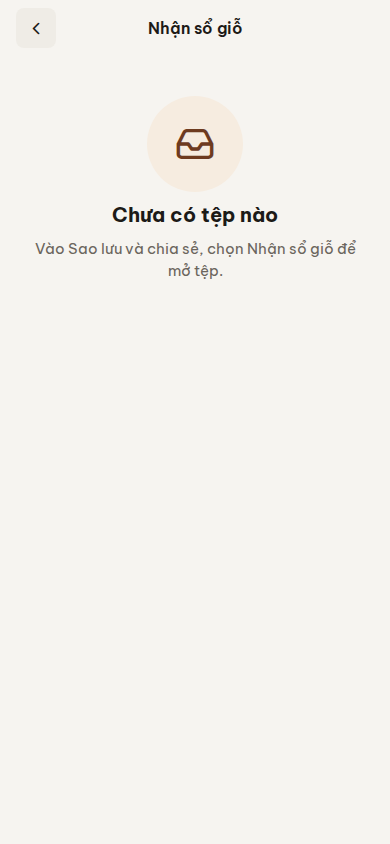 Nhận sổ giỗ
Chưa có tệp nào
Vào Sao lưu và chia sẻ, chọn Nhận sổ giỗ để
mở tệp.